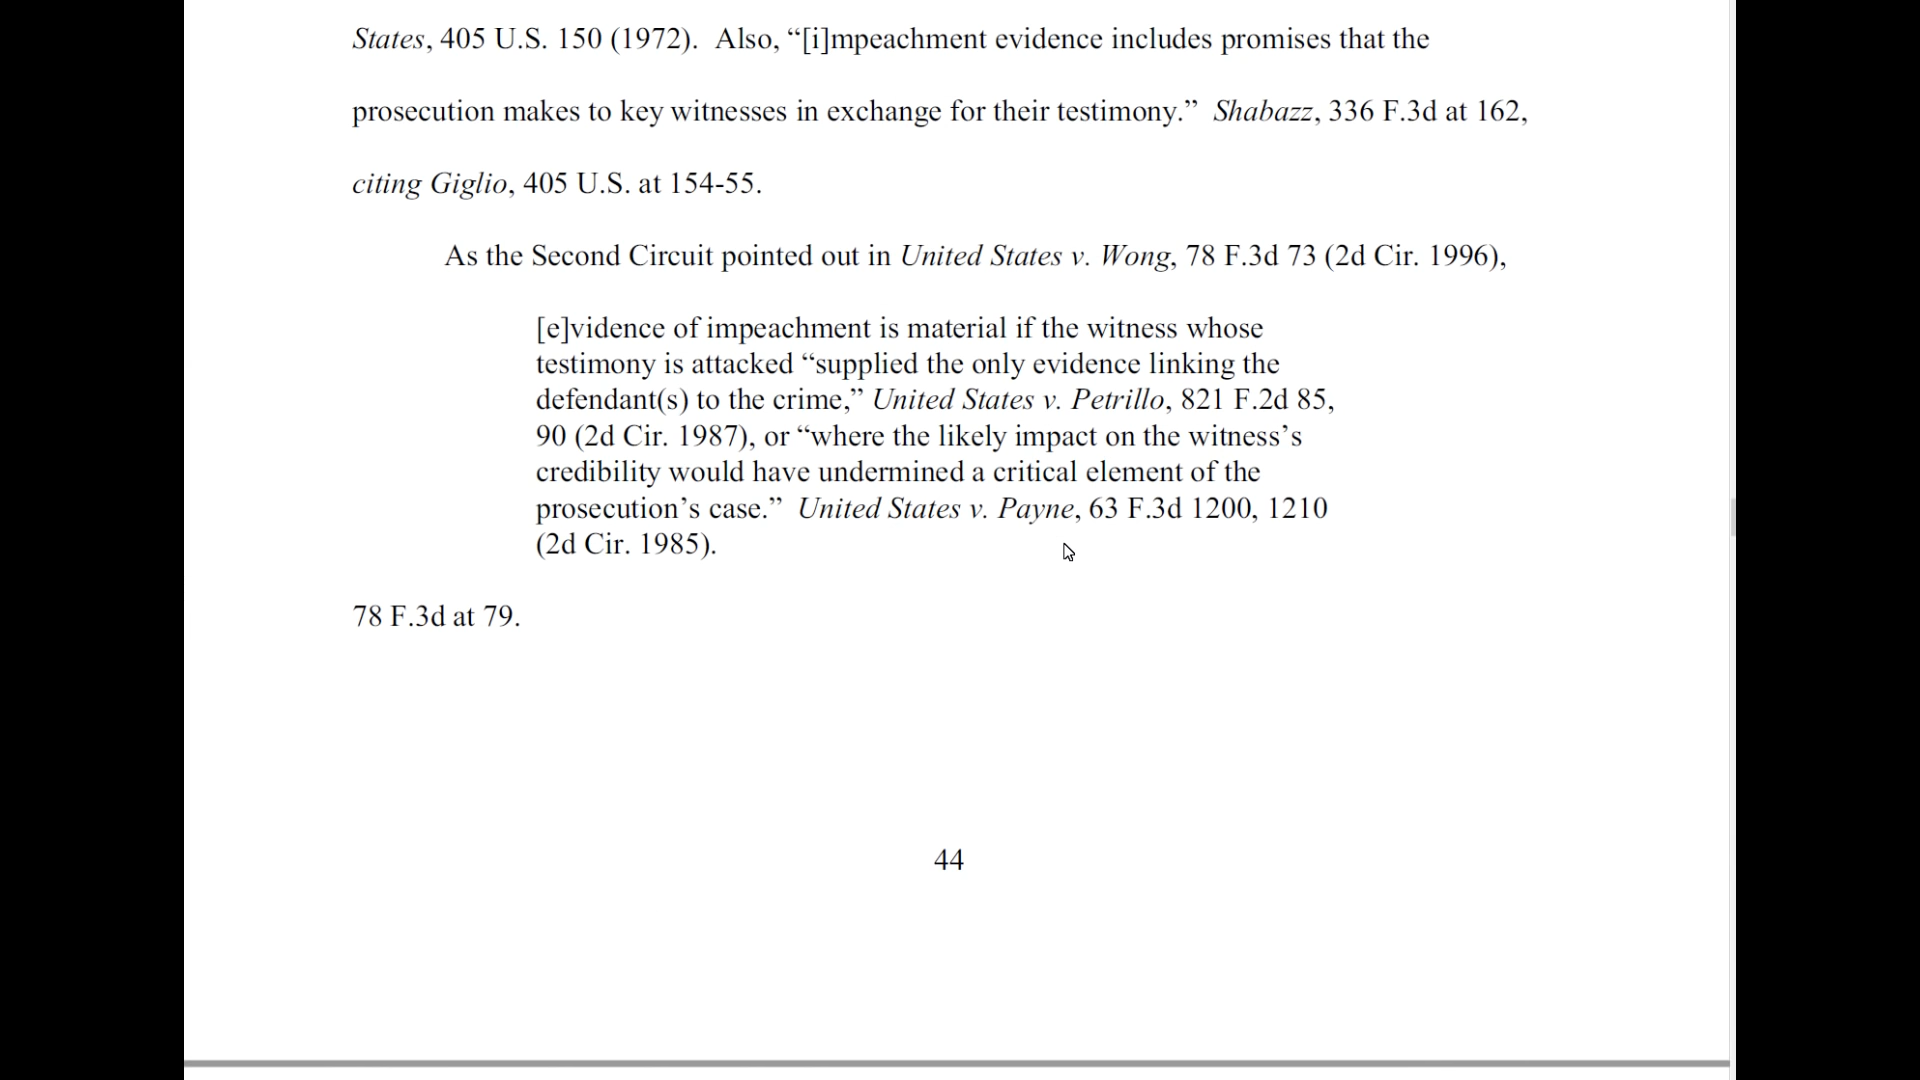 States, 405 U.S. 150 (1972). Also, “[i]mpeachment evidence includes promises that the
prosecution makes to key witnesses in exchange for their testimony.” Shabazz, 336 F.3d at 162,
citing Giglio, 405 U.S. at 154-55.
As the Second Circuit pointed out in United States v. Wong, 78 F.3d 73 (2d Cir. 1996),
[e]vidence of impeachment is material if the witness whose
testimony is attacked “supplied the only evidence linking the
defendant(s) to the crime,” United States v. Petrillo, 821 F.2d 85,
90 (2d Cir. 1987), or “where the likely impact on the witness’s
credibility would have undermined a critical element of the
prosecution’s case.” United States v. Payne, 63 F.3d 1200, 1210
(2d Cir. 1985).
78 F.3d at 79.
44